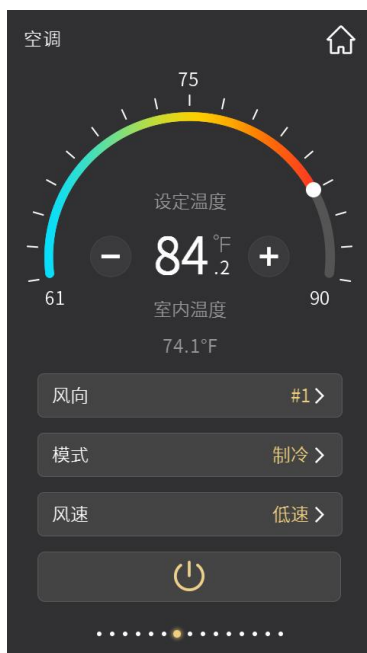 空调
75
设定温度
84.2°F
61
90
室内温度
74.1°F
风向 #1
模式 制冷
风速 低速